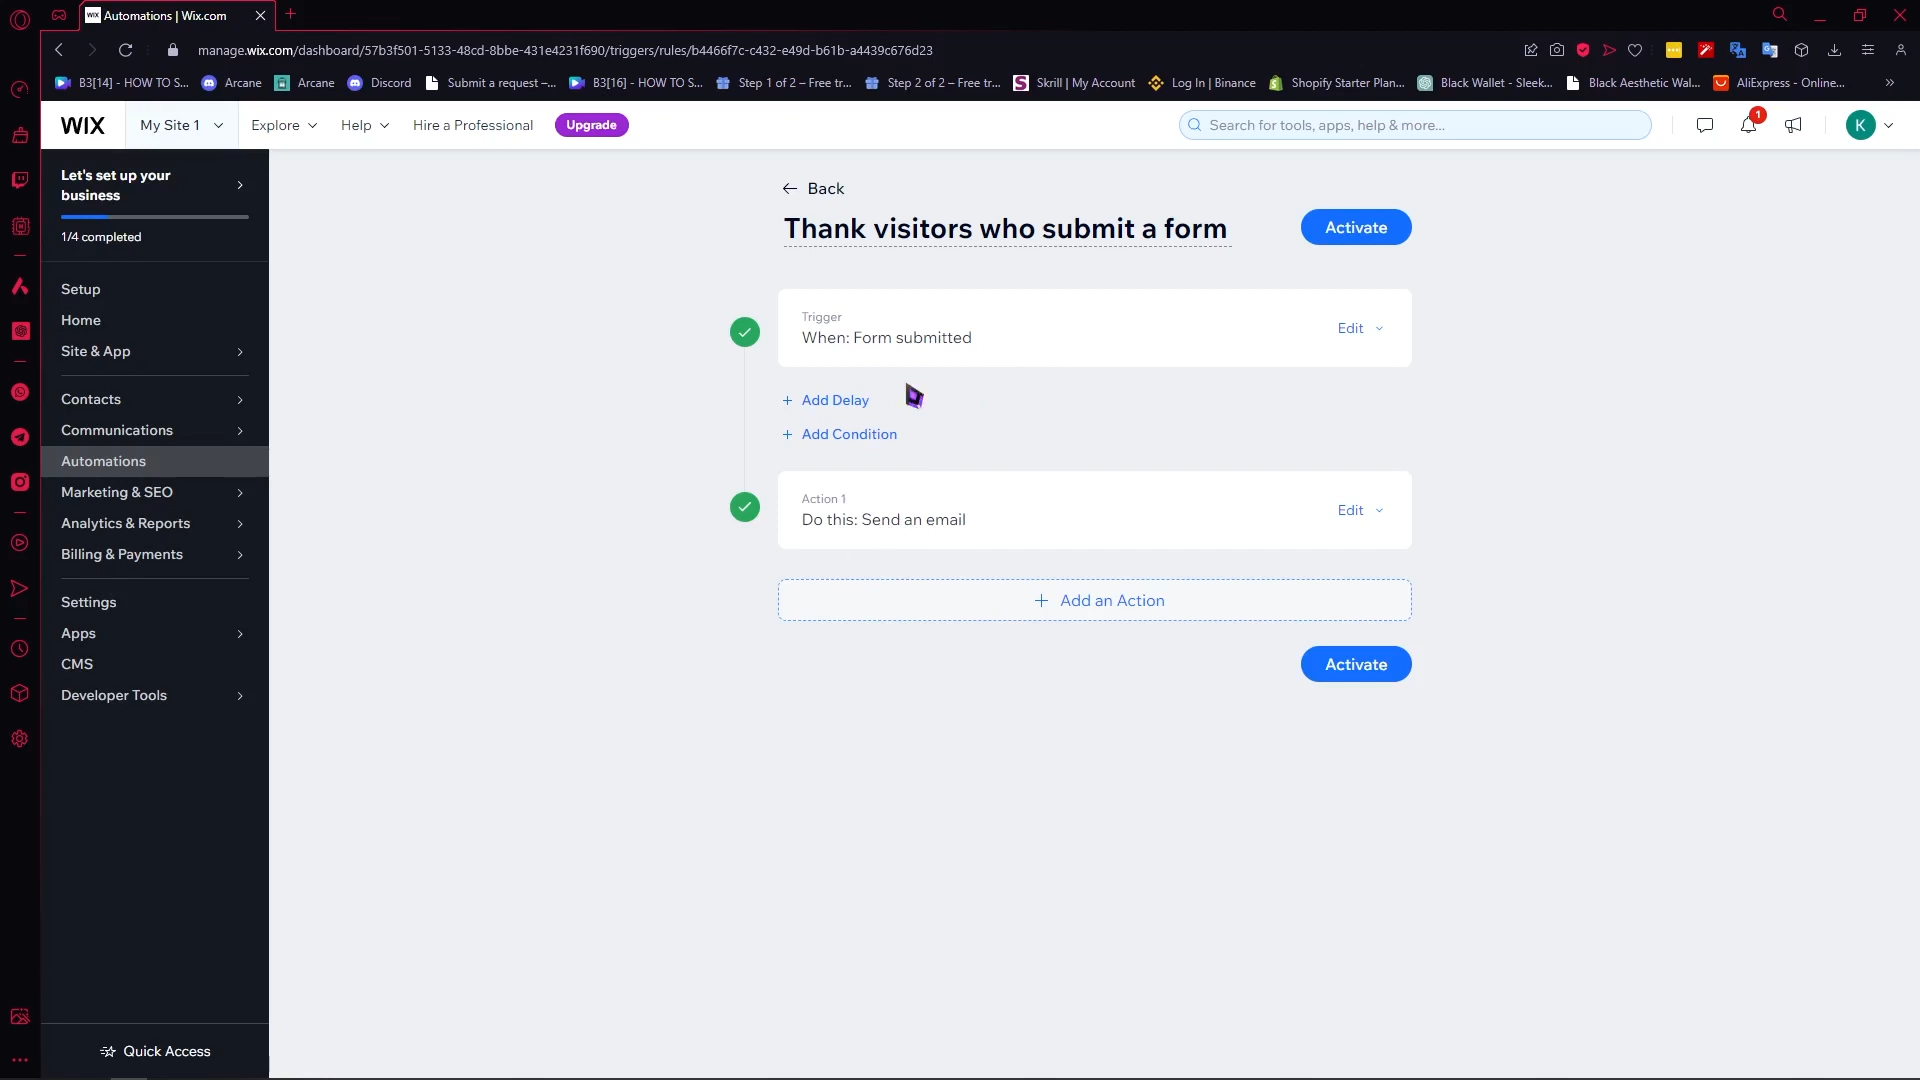 WIX Automations | Wix.com
manage.wix.com/dashboard/57b3f501-5133-48cd-8bbe-431e4231f690/triggers/rules/b4466f7c-c432-e49d-b61b-a4439c676d23
B3[14] - HOW TO S... Arcane Arcane Discord Submit a request –... B3[16] - HOW TO S... Step 1 of 2 – Free tr... Step 2 of 2 – Free tr... Skrill | My Account Log In | Binance Shopify Starter Plan,... Black Wallet - Sleek,... Black Aesthetic Wal... AliExpress - Online...
WIX My Site 1 Explore Help Hire a Professional Upgrade Search for tools, apps, help & more... 1 K
Let's set up your
business
1/4 completed
Setup
Home
Site & App
Contacts
Communications
Automations
Marketing & SEO
Analytics & Reports
Billing & Payments
Settings
Apps
CMS
Developer Tools
Quick Access
Back
Thank visitors who submit a form
Activate
Trigger
When: Form submitted
Edit
+ Add Delay
+ Add Condition
Action 1
Do this: Send an email
Edit
+ Add an Action
Activate